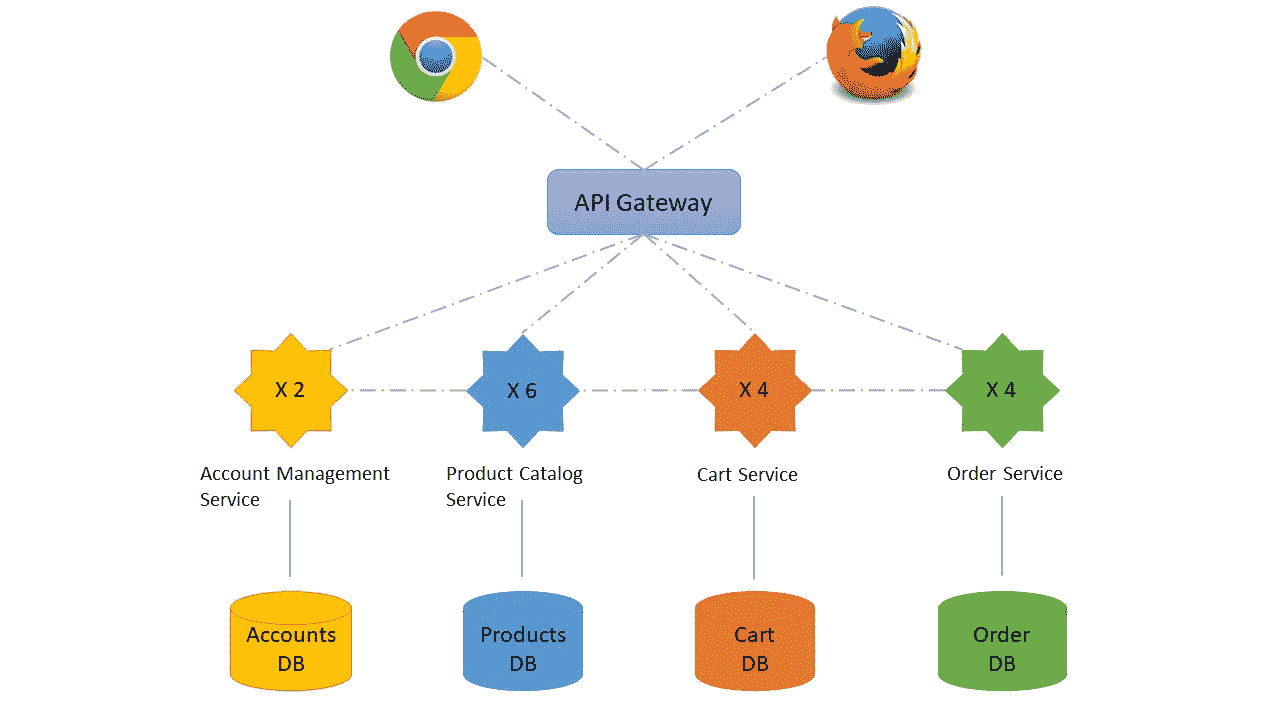 API Gateway
X 2
X 6
X 4
X 4
Account Management
Service
Product Catalog
Service
Cart Service
Order Service
Accounts
DB
Products
DB
Cart
DB
Order
DB